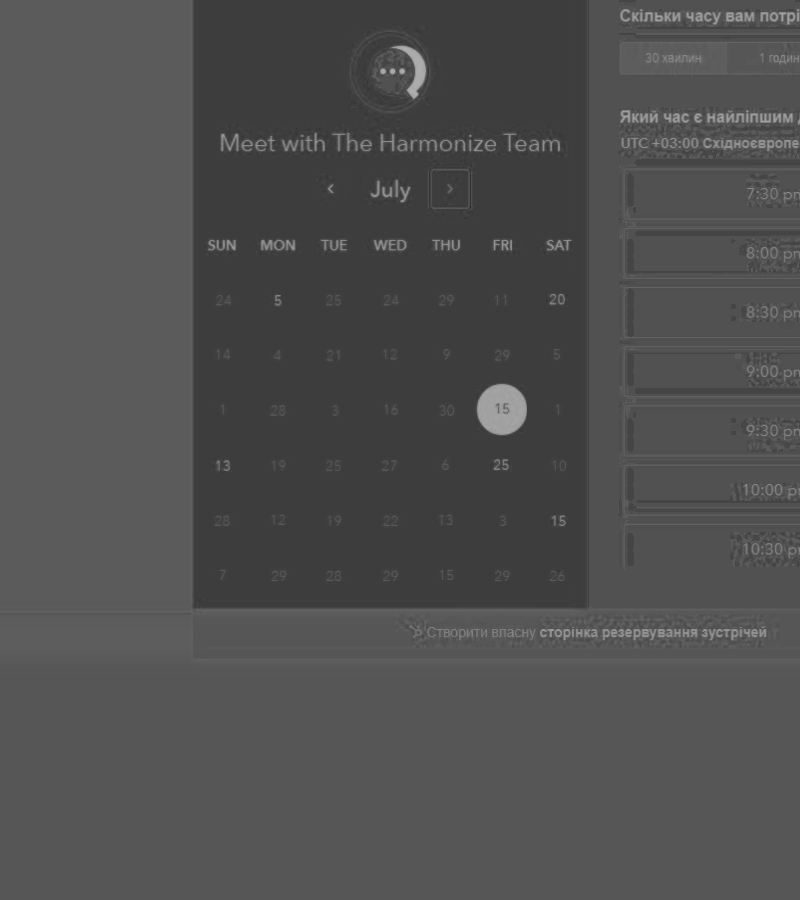 Meet with The Harmonize Team
July
SUN MON TUE WED THU FRI SAT
24 5 25 24 29 11 20
14 4 21 12 9 29 5
1 28 3 16 30 15 1
13 19 25 27 6 25 10
28 12 19 22 13 3 15
7 29 28 29 15 29 26
Скільки часу вам потрі
30 хвилин 1 годин
Який час є найліпшим
UTC +03:00 Східноєвропе
7:30 pm
8:00 pm
8:30 pm
9:00 pm
9:30 pm
10:00 pm
10:30 pm
Створити власну сторінка резервування зустрічей